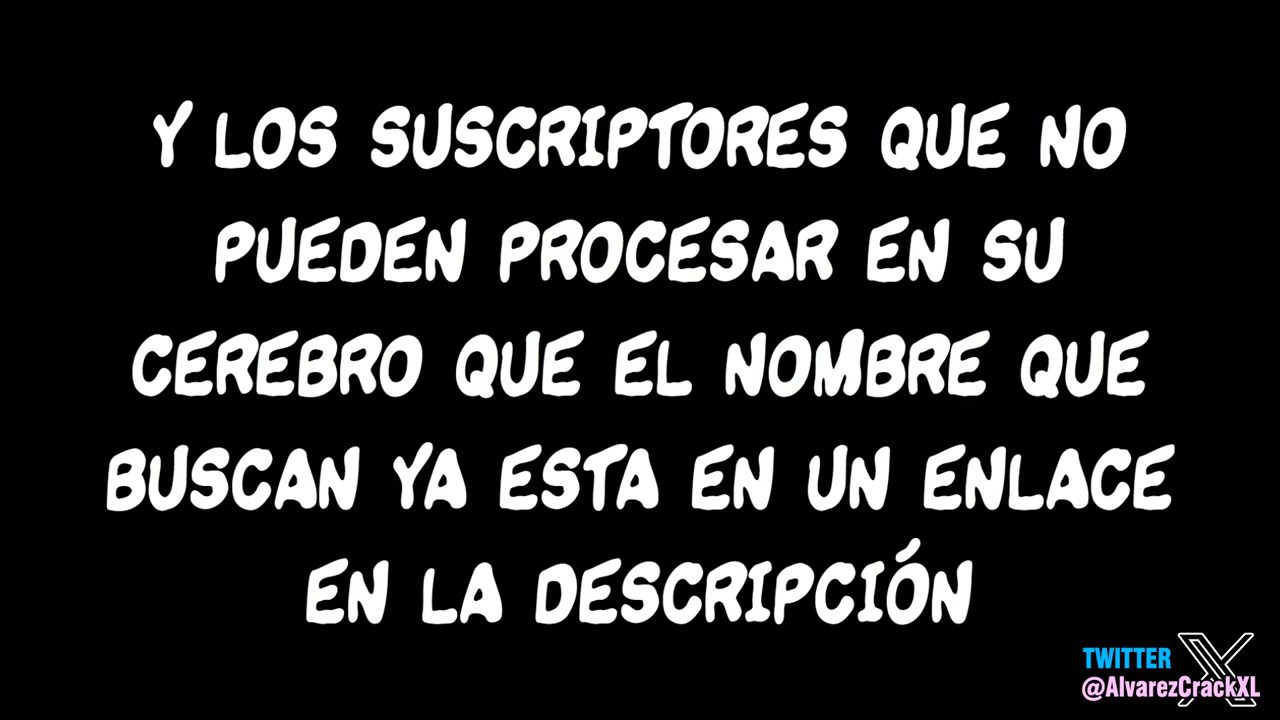 Y LOS SUSCRIPTORES QUE NO
PUEDEN PROCESAR EN SU
CEREBRO QUE EL NOMBRE QUE
BUSCAN YA ESTA EN UN ENLACE
EN LA DESCRIPCIÓN
TWITTER
@AlvarezCrackXL